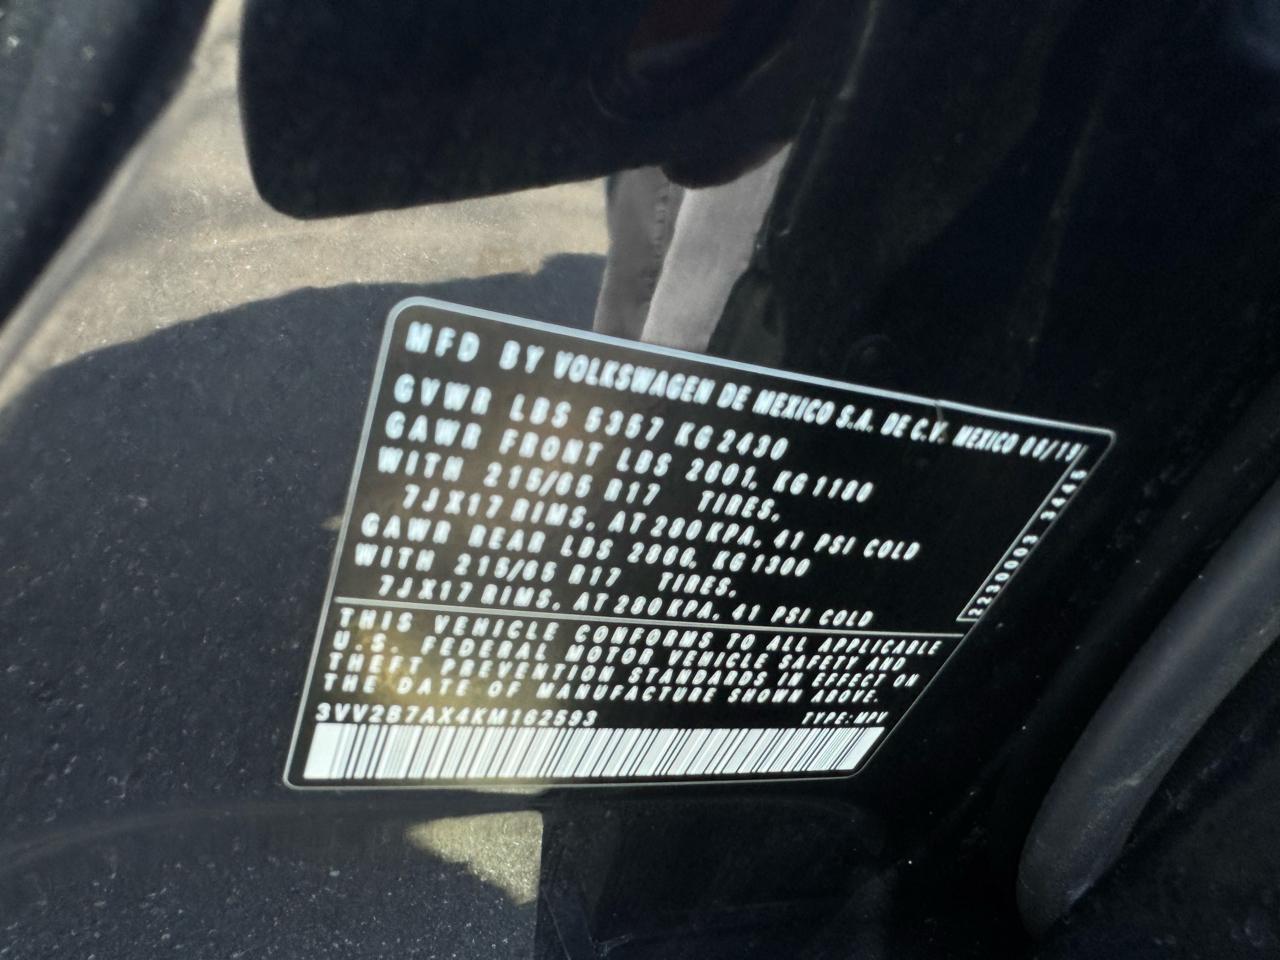 MFD BY VOLKSWAGEN DE MEXICO S.A. DE C.V. MEXICO
GVWR LBS 5357 KG 2430
GAWR FRONT LBS 2601, KG 1180
WITH 215/65 R17 TIRES,
7JX17 RIMS, AT 280 KPA, 41 PSI COLD
GAWR REAR LBS 2866, KG 1300
WITH 215/65 R17 TIRES,
7JX17 RIMS, AT 280 KPA, 41 PSI COLD
THIS VEHICLE CONFORMS TO ALL APPLICABLE
U.S. FEDERAL MOTOR VEHICLE SAFETY AND
THEFT PREVENTION STANDARDS IN EFFECT ON
THE DATE OF MANUFACTURE SHOWN ABOVE.
3VV2B7AX4KM162593 TYPE:MPV